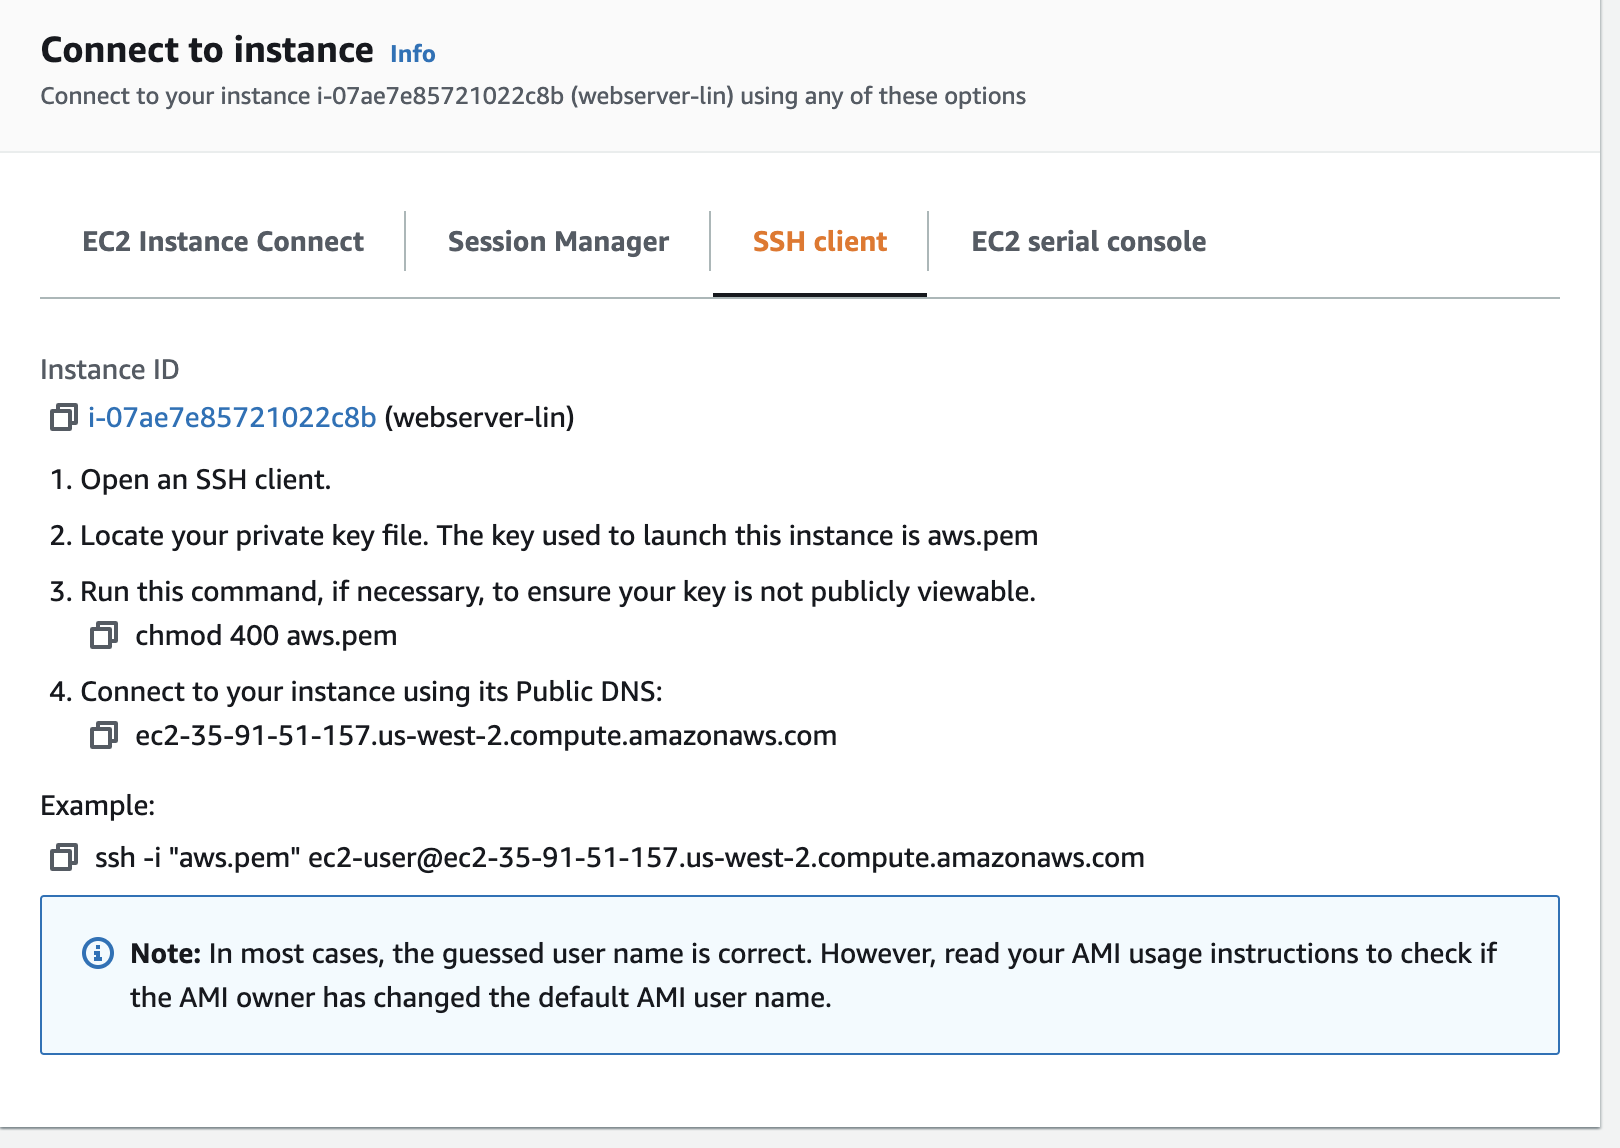 Connect to instance Info
Connect to your instance i-07ae7e85721022c8b (webserver-lin) using any of these options
EC2 Instance Connect
Session Manager
SSH client
EC2 serial console
Instance ID
i-07ae7e85721022c8b (webserver-lin)
1. Open an SSH client.
2. Locate your private key file. The key used to launch this instance is aws.pem
3. Run this command, if necessary, to ensure your key is not publicly viewable.
chmod 400 aws.pem
4. Connect to your instance using its Public DNS:
ec2-35-91-51-157.us-west-2.compute.amazonaws.com
Example:
ssh -i "aws.pem" ec2-user@ec2-35-91-51-157.us-west-2.compute.amazonaws.com
Note: In most cases, the guessed user name is correct. However, read your AMI usage instructions to check if
the AMI owner has changed the default AMI user name.